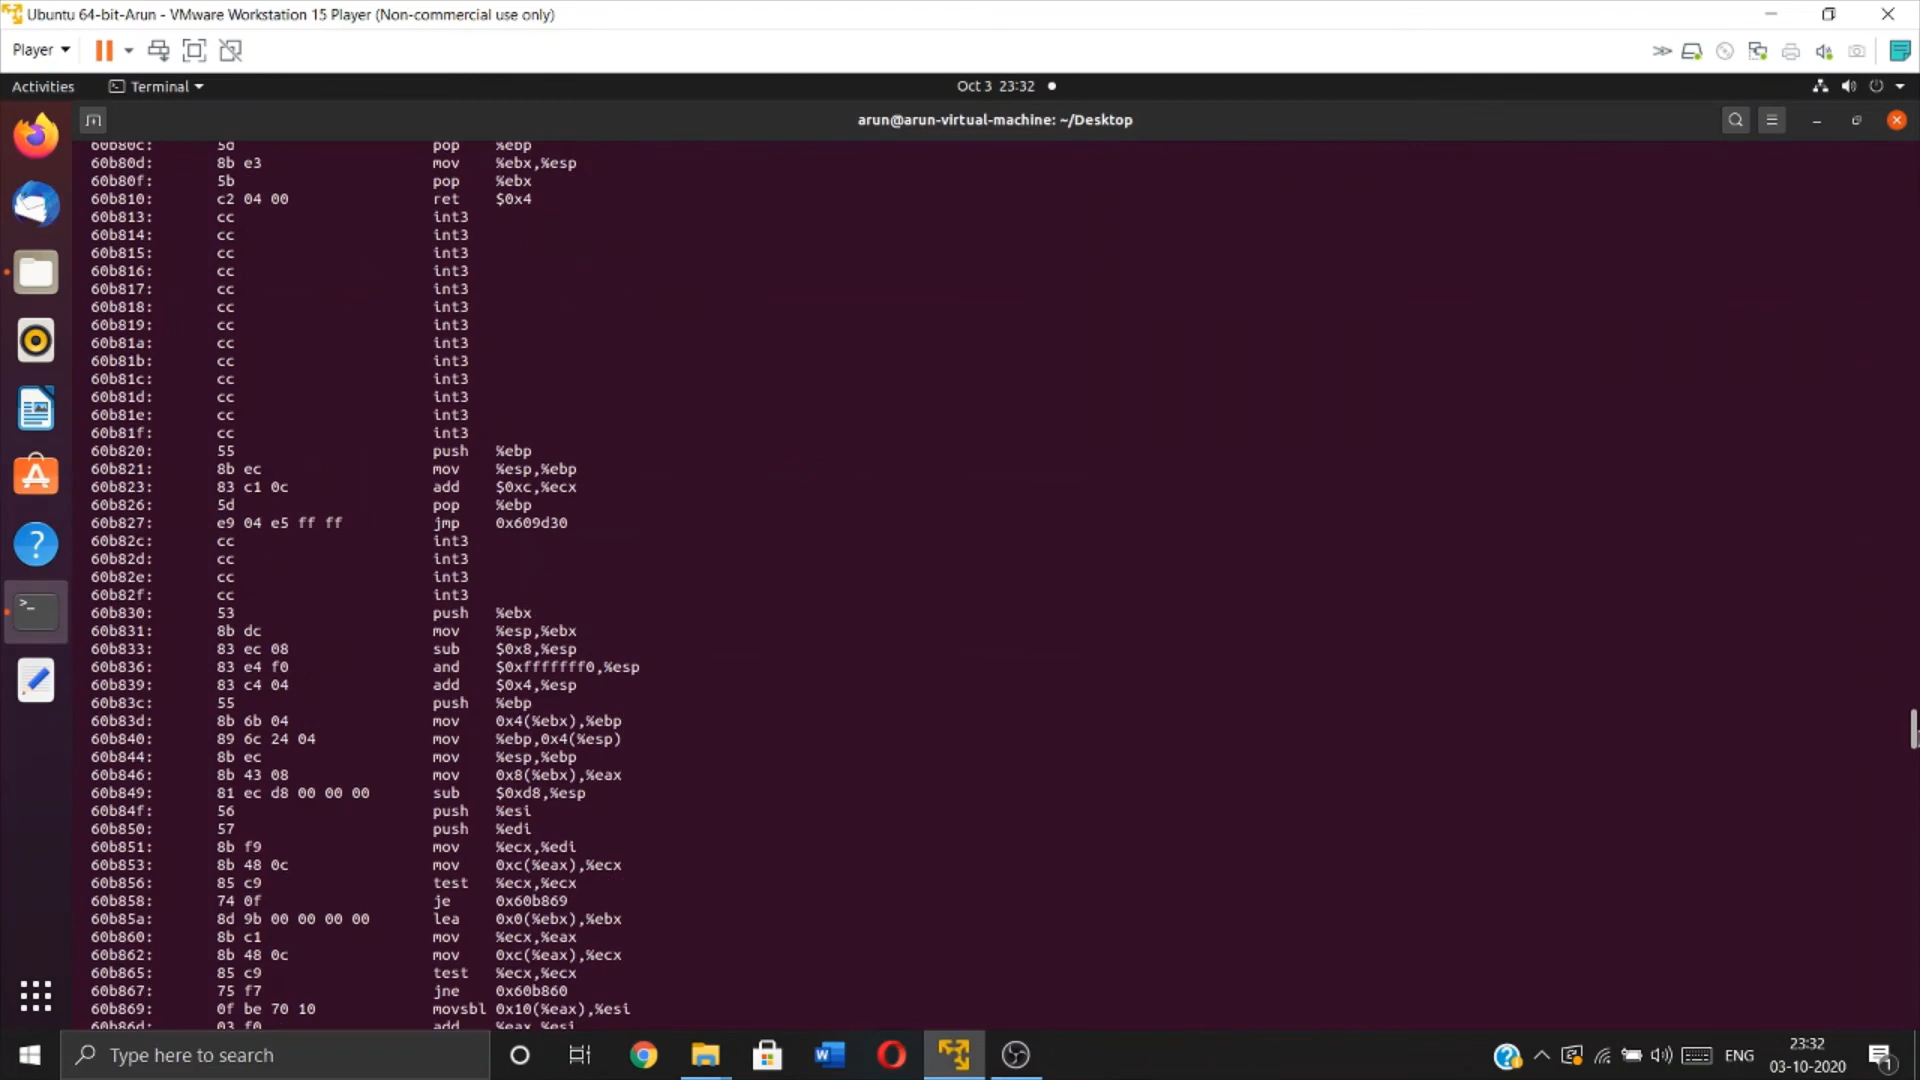 Ubuntu 64-bit-Arun - VMware Workstation 15 Player (Non-commercial use only)
Player
Activities Terminal Oct 3 23:32
arun@arun-virtual-machine: ~/Desktop
60b80c: 5d pop %ebp
60b80d: 8b e3 mov %ebx,%esp
60b80f: 5b pop %ebx
60b810: c2 04 00 ret $0x4
60b813: cc int3
60b814: cc int3
60b815: cc int3
60b816: cc int3
60b817: cc int3
60b818: cc int3
60b819: cc int3
60b81a: cc int3
60b81b: cc int3
60b81c: cc int3
60b81d: cc int3
60b81e: cc int3
60b81f: cc int3
60b820: 55 push %ebp
60b821: 8b ec mov %esp,%ebp
60b823: 83 c1 0c add $0xc,%ecx
60b826: 5d pop %ebp
60b827: e9 04 e5 ff ff jmp 0x609d30
60b82c: cc int3
60b82d: cc int3
60b82e: cc int3
60b82f: cc int3
60b830: 53 push %ebx
60b831: 8b dc mov %esp,%ebx
60b833: 83 ec 08 sub $0x8,%esp
60b836: 83 e4 f0 and $0xfffffff0,%esp
60b839: 83 c4 04 add $0x4,%esp
60b83c: 55 push %ebp
60b83d: 8b 6b 04 mov 0x4(%ebx),%ebp
60b840: 89 6c 24 04 mov %ebp,0x4(%esp)
60b844: 8b ec mov %esp,%ebp
60b846: 8b 43 08 mov 0x8(%ebx),%eax
60b849: 81 ec d8 00 00 00 sub $0xd8,%esp
60b84f: 56 push %esi
60b850: 57 push %edi
60b851: 8b f9 mov %ecx,%edi
60b853: 8b 48 0c mov 0xc(%eax),%ecx
60b856: 85 c9 test %ecx,%ecx
60b858: 74 0f je 0x60b869
60b85a: 8d 9b 00 00 00 00 lea 0x0(%ebx),%ebx
60b860: 8b c1 mov %ecx,%eax
60b862: 8b 48 0c mov 0xc(%eax),%ecx
60b865: 85 c9 test %ecx,%ecx
60b867: 75 f7 jne 0x60b860
60b869: 0f be 70 10 movsbl 0x10(%eax),%esi
60b86d: 03 f0 add %eax,%esi
Type here to search
ENG
23:32
03-10-2020
1